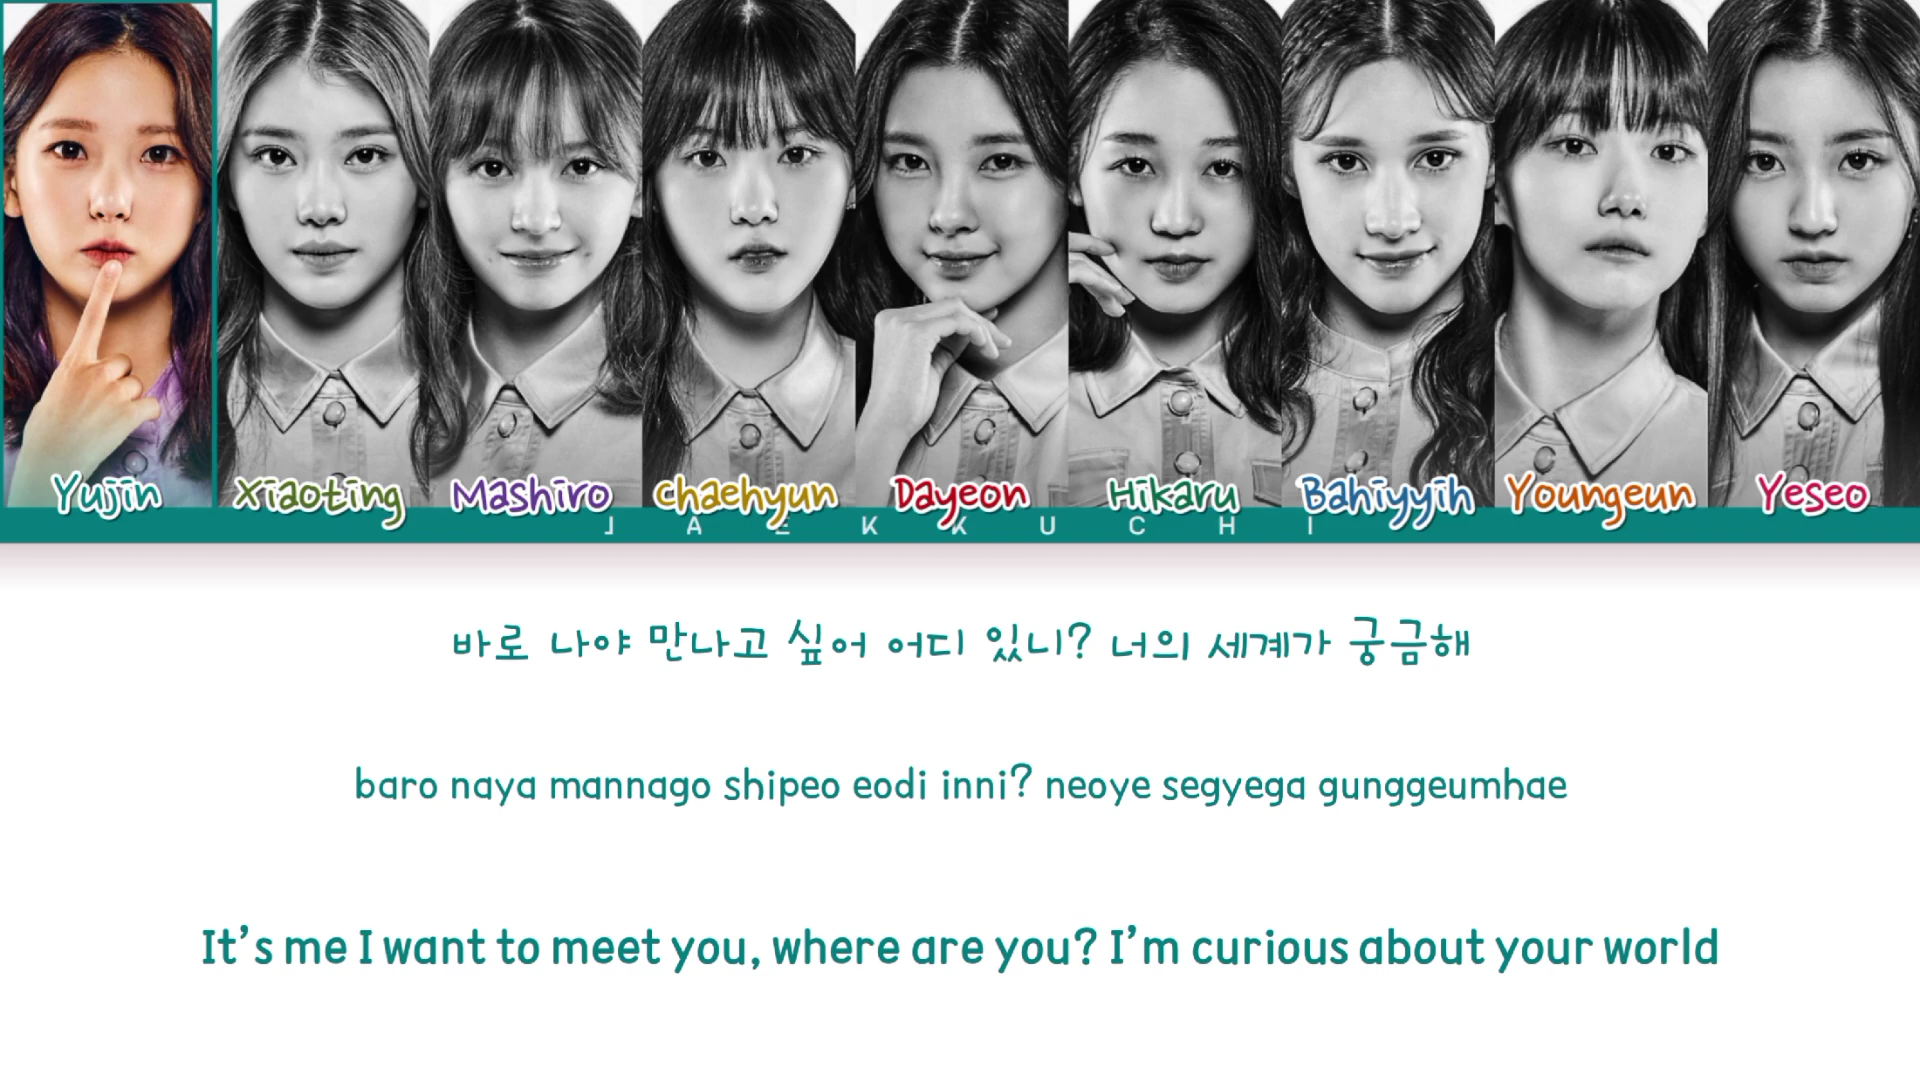 Yujin Xiaoting Mashiro Chaehyun Dayeon Hikaru Bahiyyih Youngeun Yeseo
JAEKKUCHI
바로 나야 만나고 싶어 어디 있니? 너의 세계가 궁금해
baro naya mannago shipeo eodi inni? neoye segyega gunggeumhae
It's me I want to meet you, where are you? I'm curious about your world